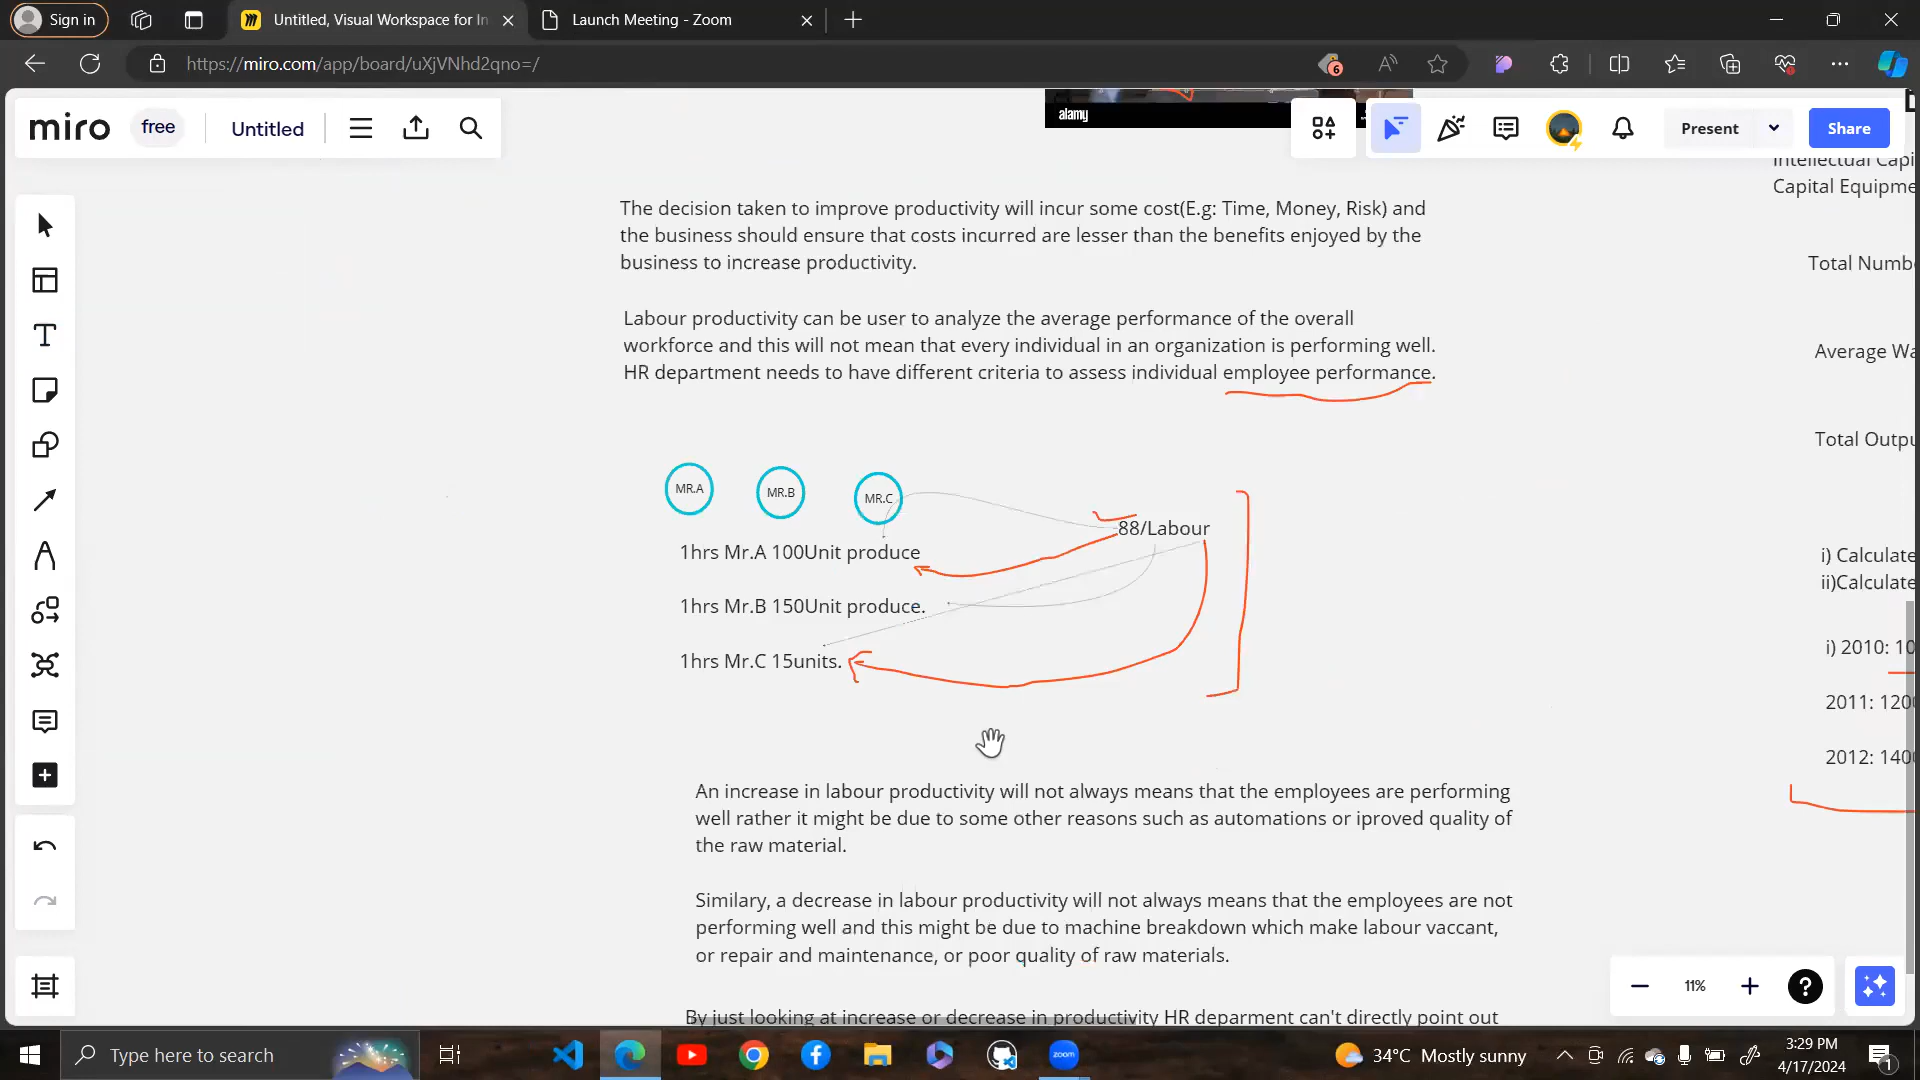 Sign in
Untitled, Visual Workspace for In
Launch Meeting - Zoom
https://miro.com/app/board/uXjVNhd2qno=/
6
miro
free
Untitled
alamy
Present
Share
The decision taken to improve productivity will incur some cost(E.g: Time, Money, Risk) and
the business should ensure that costs incurred are lesser than the benefits enjoyed by the
business to increase productivity.
Labour productivity can be user to analyze the average performance of the overall
workforce and this will not mean that every individual in an organization is performing well.
HR department needs to have different criteria to assess individual employee performance.
MR.A
MR.B
MR.C
88/Labour
1hrs Mr.A 100Unit produce
1hrs Mr.B 150Unit produce.
1hrs Mr.C 15units.
An increase in labour productivity will not always means that the employees are performing
well rather it might be due to some other reasons such as automations or iproved quality of
the raw material.
Similary, a decrease in labour productivity will not always means that the employees are not
performing well and this might be due to machine breakdown which make labour vaccant,
or repair and maintenance, or poor quality of raw materials.
By just looking at increase or decrease in productivity HR deparment can't directly point out
Intellectual Capi
Capital Equipme
Total Numb
Average Wa
Total Outpu
i) Calculate
ii)Calculate
i) 2010: 10
2011: 120
2012: 140
11%
Type here to search
zoom
34°C Mostly sunny
3:29 PM
4/17/2024
1